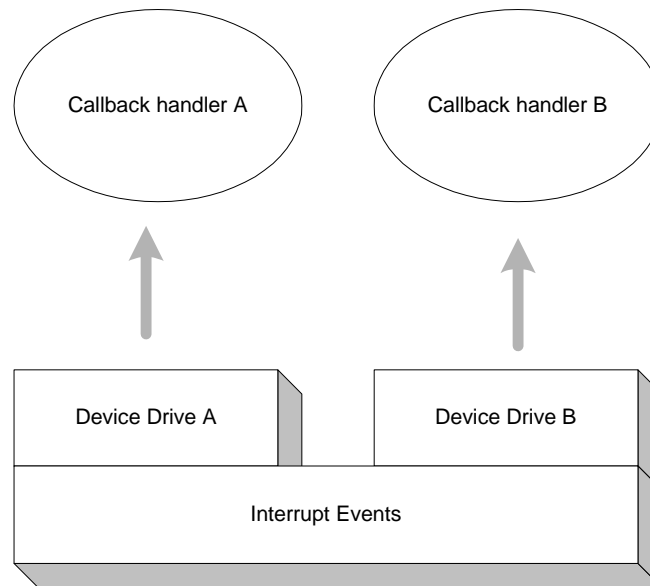 Callback handler A
Callback handler B
Device Drive A
Device Drive B
Interrupt Events